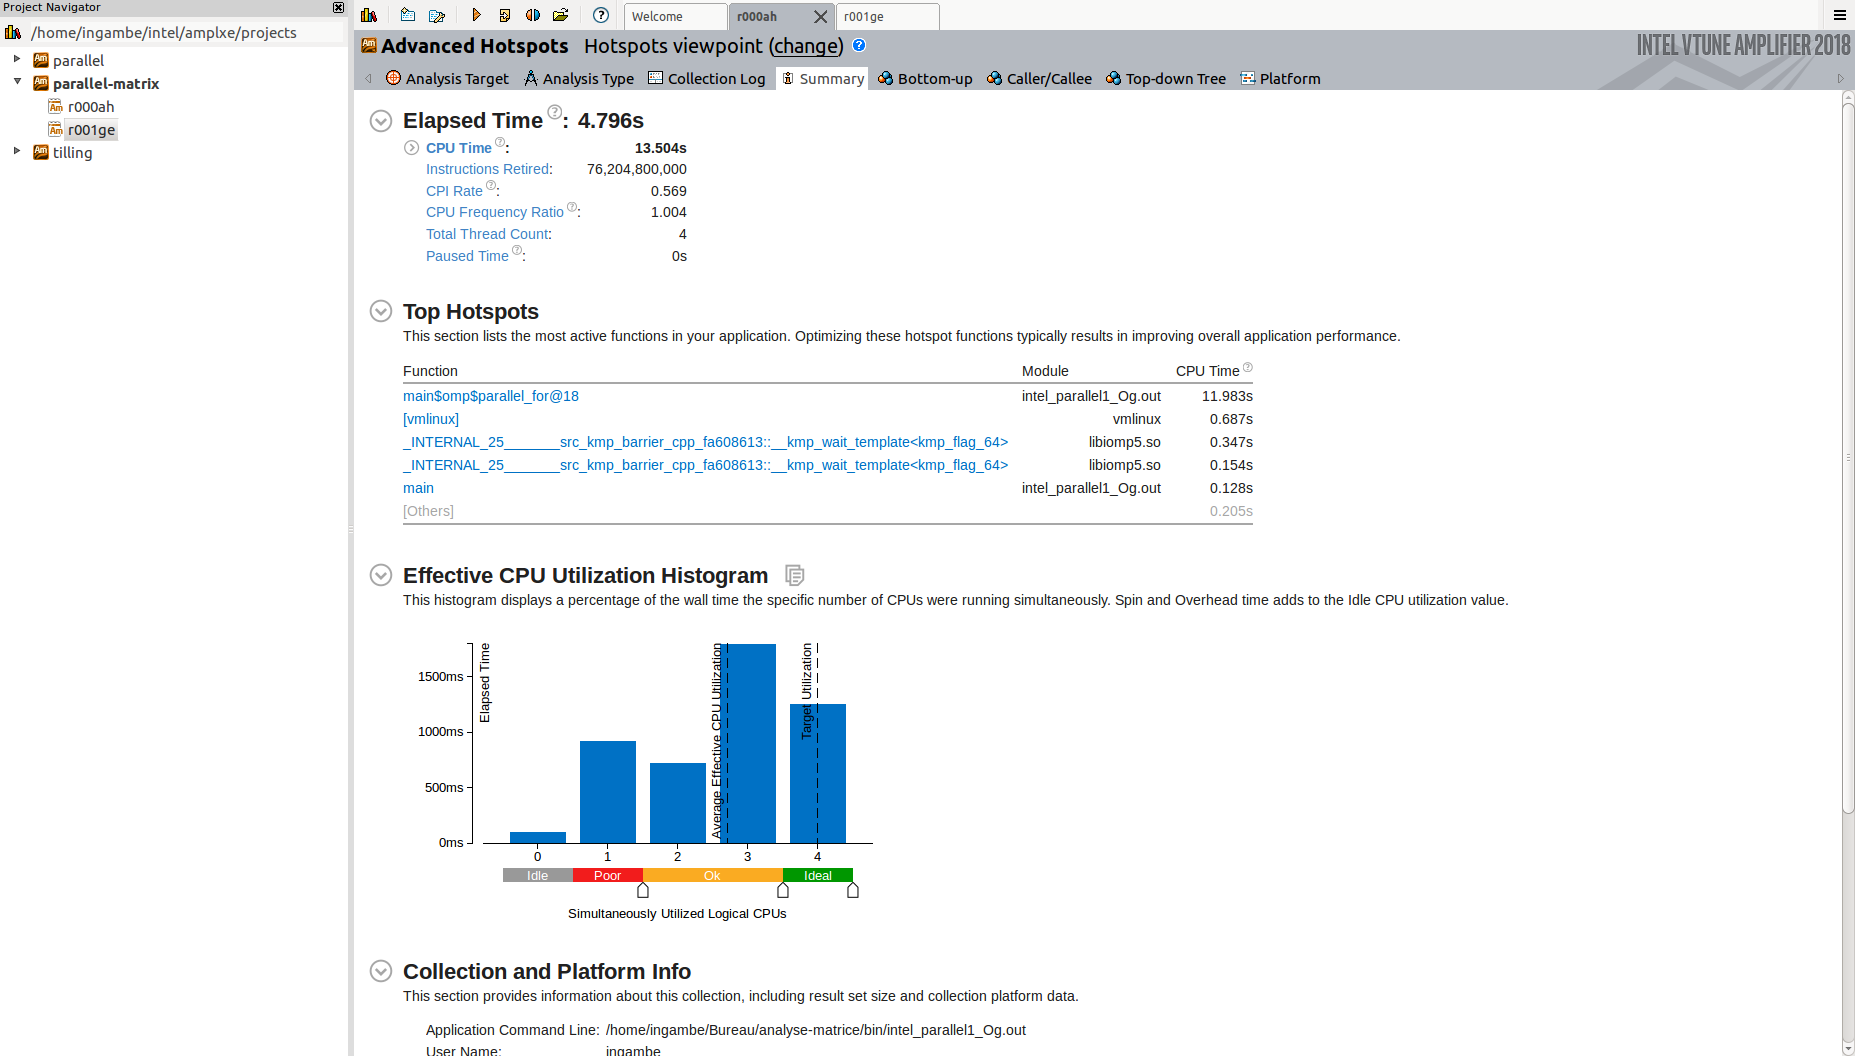 Project Navigator
/home/ingambe/intel/amplxe/projects
parallel
parallel-matrix
r000ah
r001ge
tilling
Welcome
r000ah
r001ge
Advanced Hotspots Hotspots viewpoint (change)
INTEL VTUNE AMPLIFIER 2018
Analysis Target Analysis Type Collection Log Summary Bottom-up Caller/Callee Top-down Tree Platform
Elapsed Time ?: 4.796s
CPU Time ?: 13.504s
Instructions Retired: 76,204,800,000
CPI Rate ?: 0.569
CPU Frequency Ratio ?: 1.004
Total Thread Count: 4
Paused Time ?: 0s
Top Hotspots
This section lists the most active functions in your application. Optimizing these hotspot functions typically results in improving overall application performance.
Function Module CPU Time ?
main$omp$parallel_for@18 intel_parallel1_Og.out 11.983s
[vmlinux] vmlinux 0.687s
_INTERNAL_25_______src_kmp_barrier_cpp_fa608613::__kmp_wait_template<kmp_flag_64> libiomp5.so 0.347s
_INTERNAL_25_______src_kmp_barrier_cpp_fa608613::__kmp_wait_template<kmp_flag_64> libiomp5.so 0.154s
main intel_parallel1_Og.out 0.128s
[Others] 0.205s
Effective CPU Utilization Histogram
This histogram displays a percentage of the wall time the specific number of CPUs were running simultaneously. Spin and Overhead time adds to the Idle CPU utilization value.
Elapsed Time
Average Effective CPU Utilization
Target Utilization
1500ms
1000ms
500ms
0ms
0 1 2 3 4
Idle Poor Ok Ideal
Simultaneously Utilized Logical CPUs
Collection and Platform Info
This section provides information about this collection, including result set size and collection platform data.
Application Command Line: /home/ingambe/Bureau/analyse-matrice/bin/intel_parallel1_Og.out
User Name: ingambe